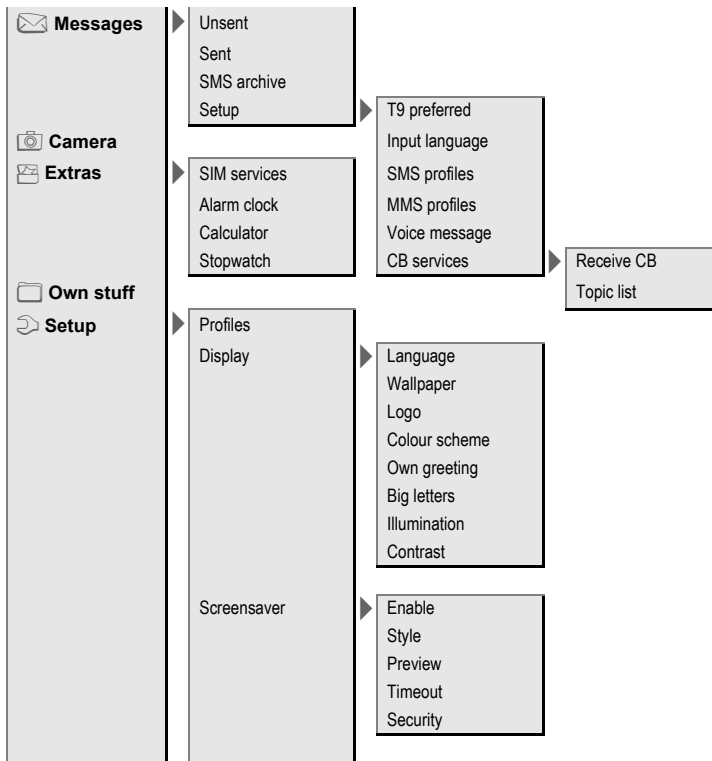 Messages
Unsent
Sent
SMS archive
Setup
T9 preferred
Camera
Input language
Extras
SIM services
SMS profiles
Alarm clock
MMS profiles
Calculator
Voice message
Stopwatch
CB services
Receive CB
Own stuff
Topic list
Setup
Profiles
Display
Language
Wallpaper
Logo
Colour scheme
Own greeting
Big letters
Illumination
Contrast
Screensaver
Enable
Style
Preview
Timeout
Security